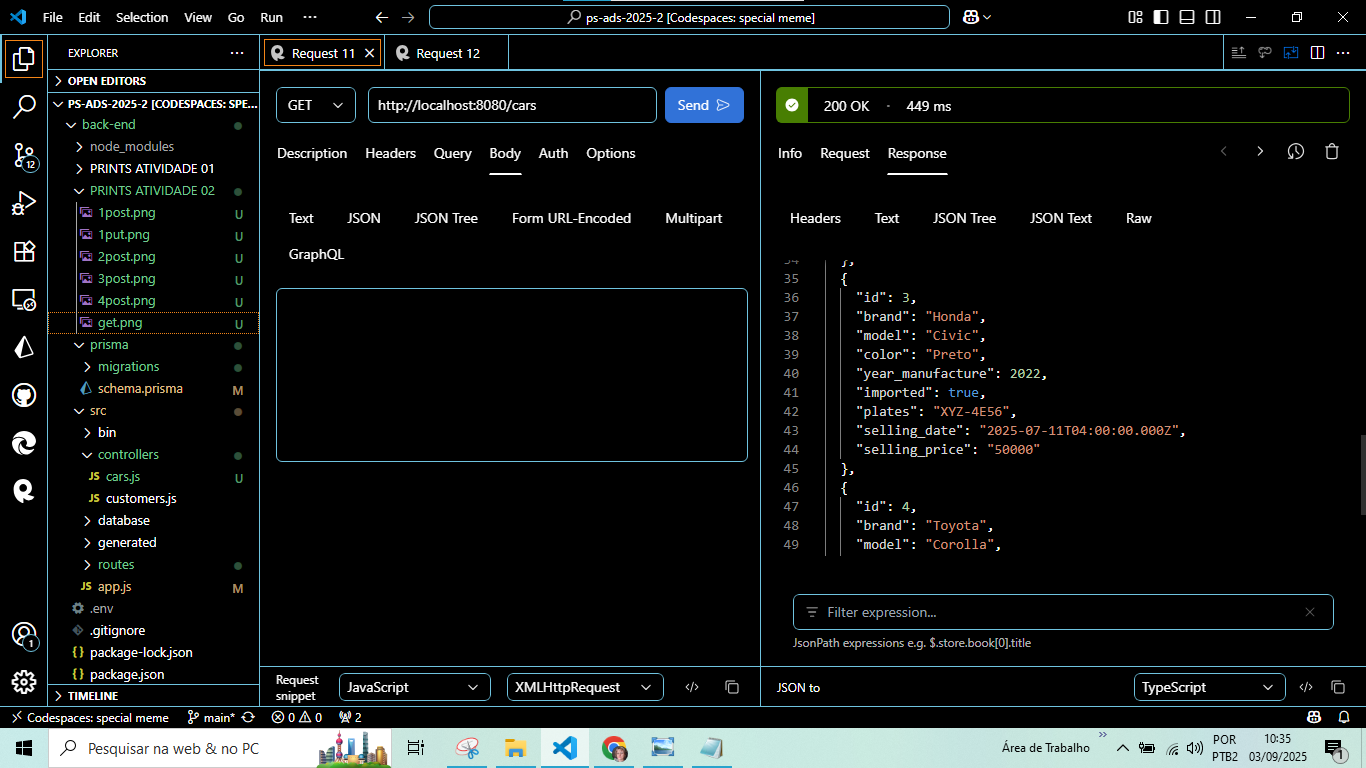 File Edit Selection View Go Run ··· ps-ads-2025-2 [Codespaces: special meme]
EXPLORER ···
OPEN EDITORS
PS-ADS-2025-2 [CODESPACES: SPE...
back-end
node_modules
PRINTS ATIVIDADE 01
PRINTS ATIVIDADE 02
1post.png U
1put.png U
2post.png U
3post.png U
4post.png U
get.png U
prisma
migrations
schema.prisma M
src
bin
controllers
JS cars.js U
JS customers.js
database
generated
routes
JS app.js M
.env
.gitignore
{} package-lock.json
{} package.json
TIMELINE
12
1
Request 11 Request 12
GET http://localhost:8080/cars Send
Description Headers Query Body Auth Options
Text JSON JSON Tree Form URL-Encoded Multipart
GraphQL
Request snippet JavaScript XMLHttpRequest
200 OK · 449 ms
Info Request Response
Headers Text JSON Tree JSON Text Raw
34 },
35 {
36 "id": 3,
37 "brand": "Honda",
38 "model": "Civic",
39 "color": "Preto",
40 "year_manufacture": 2022,
41 "imported": true,
42 "plates": "XYZ-4E56",
43 "selling_date": "2025-07-11T04:00:00.000Z",
44 "selling_price": "50000"
45 },
46 {
47 "id": 4,
48 "brand": "Toyota",
49 "model": "Corolla",
Filter expression...
JsonPath expressions e.g. $.store.book[0].title
JSON to TypeScript
Codespaces: special meme main* 0 0 2
Pesquisar na web & no PC
Área de Trabalho
POR
PTB2
10:35
03/09/2025
1